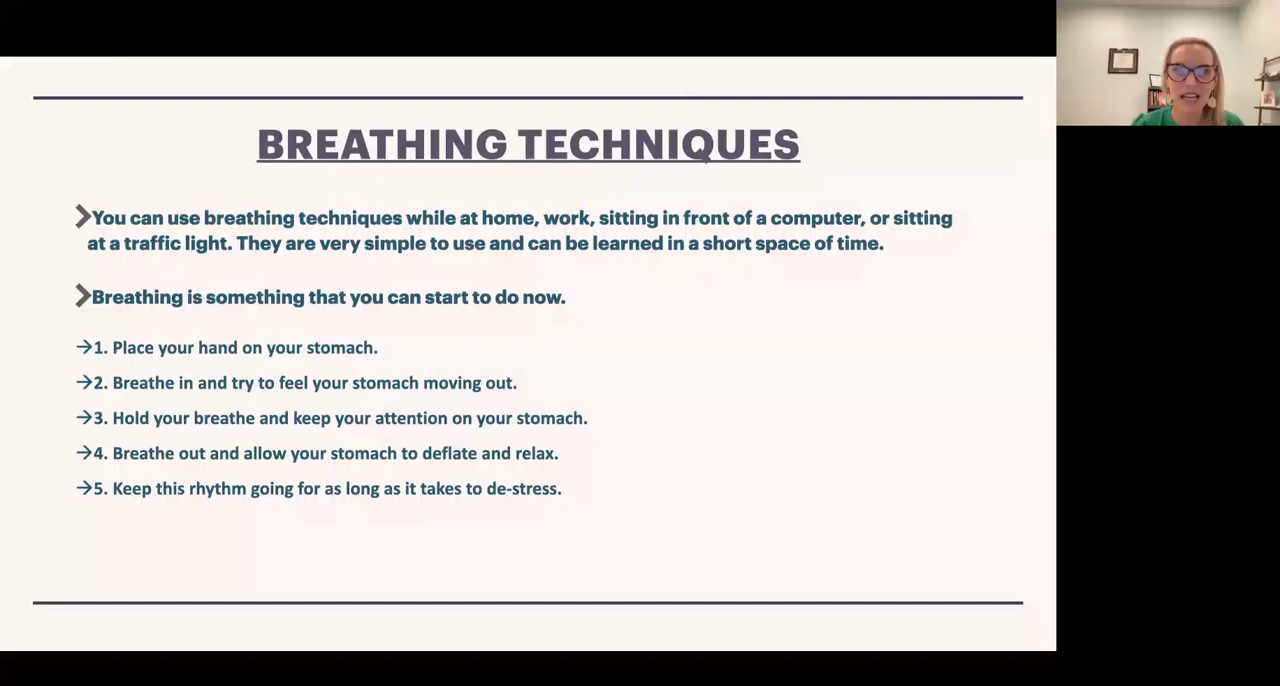 BREATHING TECHNIQUES
You can use breathing techniques while at home, work, sitting in front of a computer, or sitting
at a traffic light. They are very simple to use and can be learned in a short space of time.
Breathing is something that you can start to do now.
→1. Place your hand on your stomach.
→2. Breathe in and try to feel your stomach moving out.
→3. Hold your breathe and keep your attention on your stomach.
→4. Breathe out and allow your stomach to deflate and relax.
→5. Keep this rhythm going for as long as it takes to de-stress.